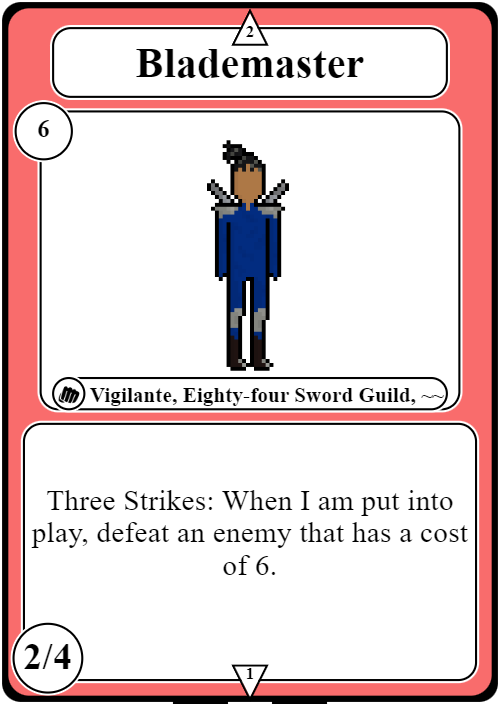 2
Blademaster
6
Vigilante, Eighty-four Sword Guild, ~~
Three Strikes: When I am put into
play, defeat an enemy that has a cost
of 6.
2/4
1